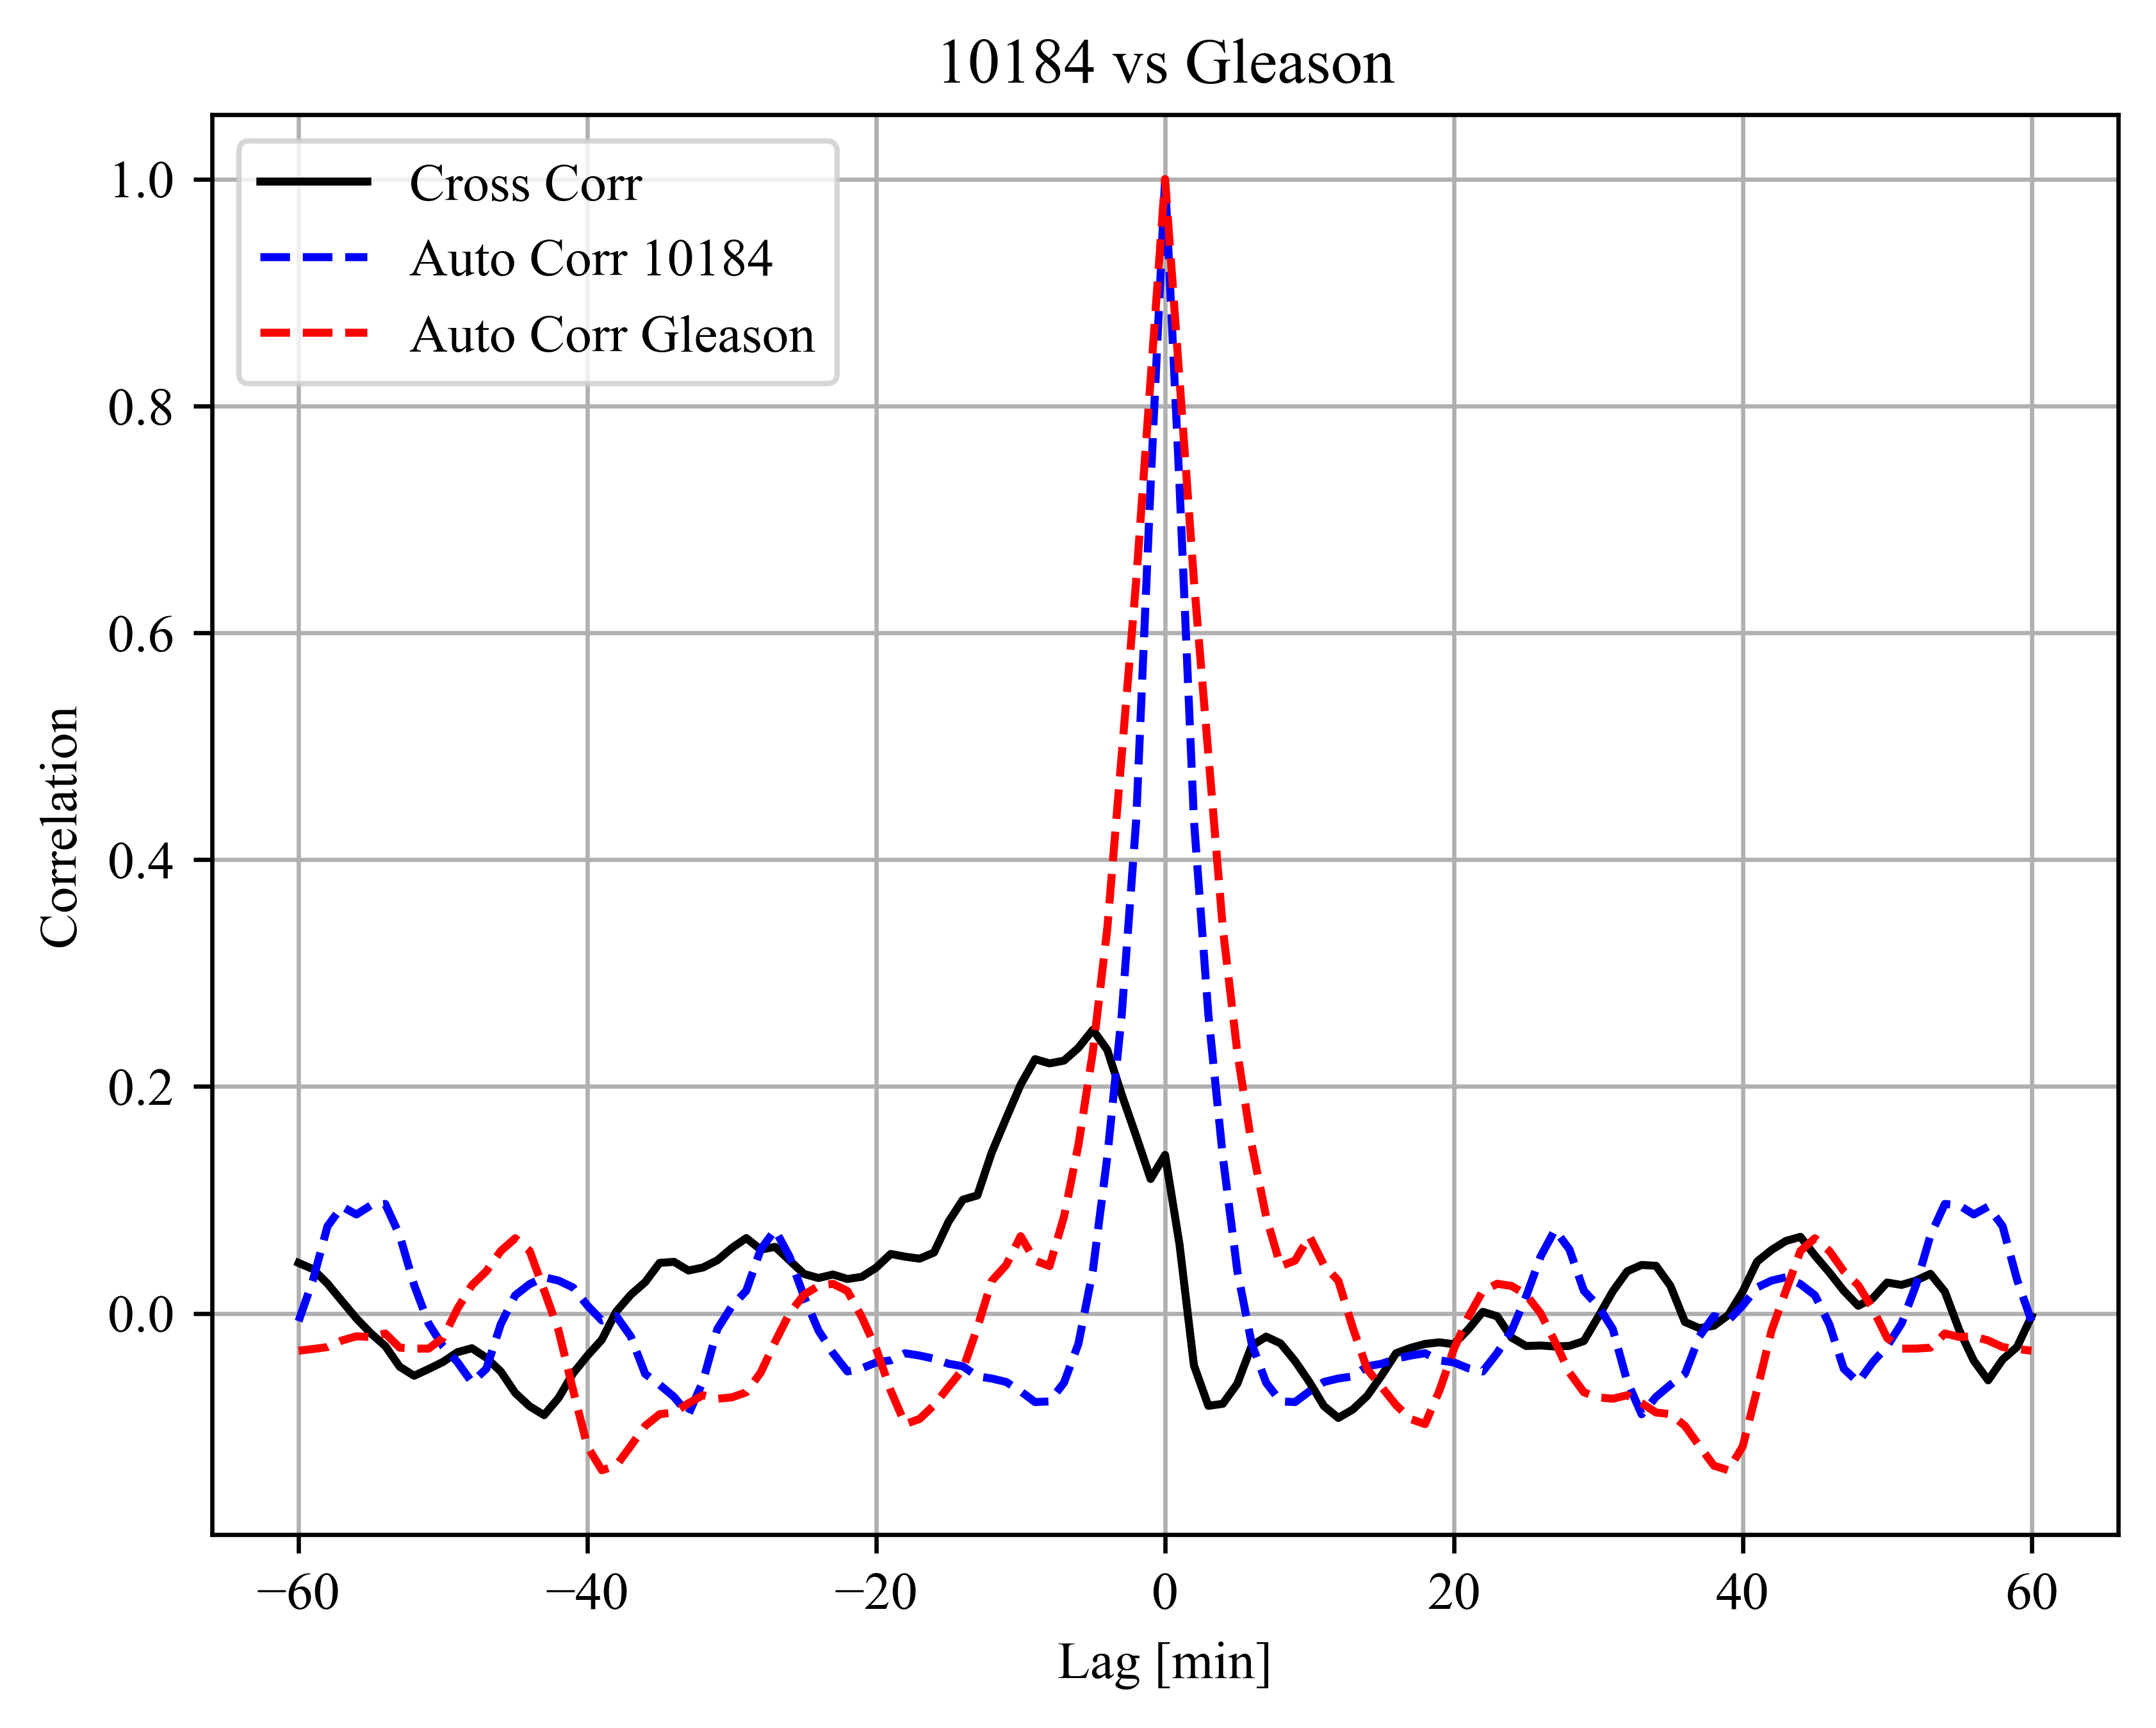 10184 vs Gleason
Cross Corr
Auto Corr 10184
Auto Corr Gleason
1.0
0.8
0.6
0.4
0.2
0.0
Correlation
−60 −40 −20 0 20 40 60
Lag [min]